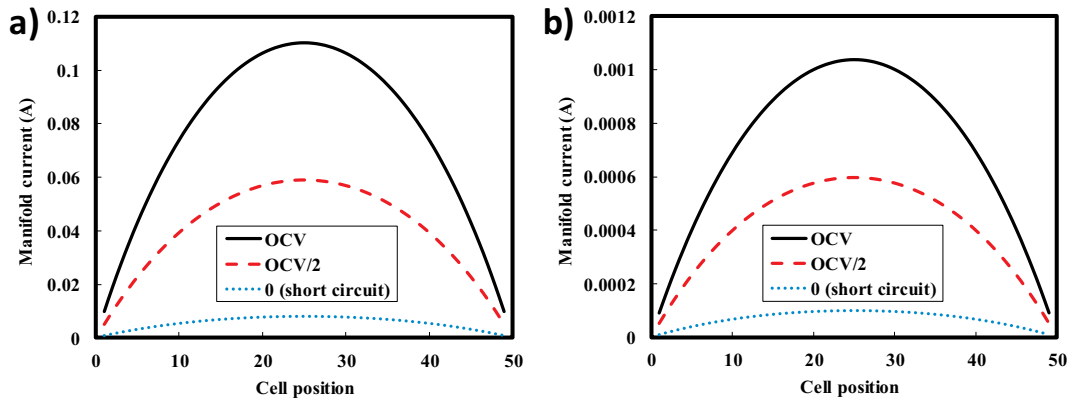 a)
Manifold current (A)
0.12
0.1
0.08
0.06
0.04
0.02
0
OCV
OCV/2
0 (short circuit)
0 10 20 30 40 50
Cell position
b)
Manifold current (A)
0.0012
0.001
0.0008
0.0006
0.0004
0.0002
0
OCV
OCV/2
0 (short circuit)
0 10 20 30 40 50
Cell position